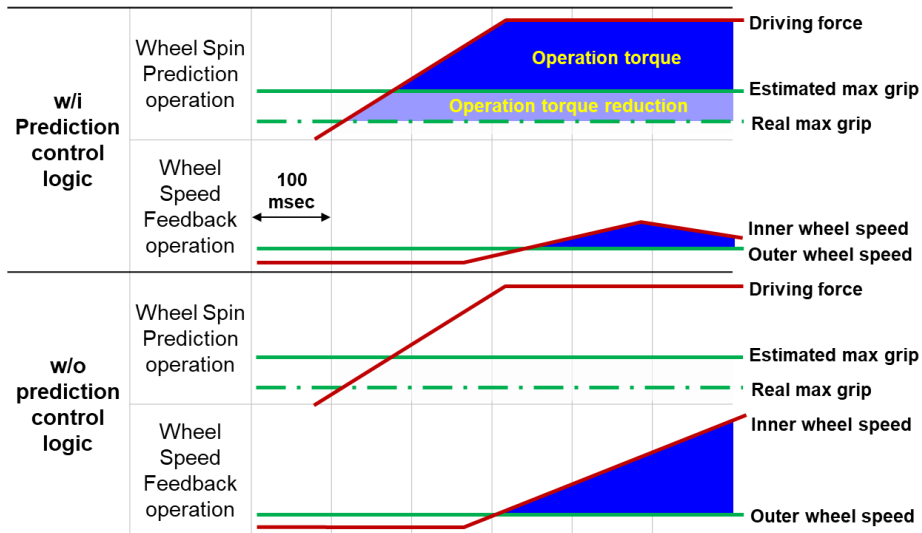 w/i
Prediction
control
logic
Wheel Spin
Prediction
operation
Operation torque
Operation torque reduction
Driving force
Estimated max grip
Real max grip
Wheel
Speed
Feedback
operation
100
msec
Inner wheel speed
Outer wheel speed
w/o
prediction
control
logic
Wheel Spin
Prediction
operation
Driving force
Estimated max grip
Real max grip
Wheel
Speed
Feedback
operation
Inner wheel speed
Outer wheel speed